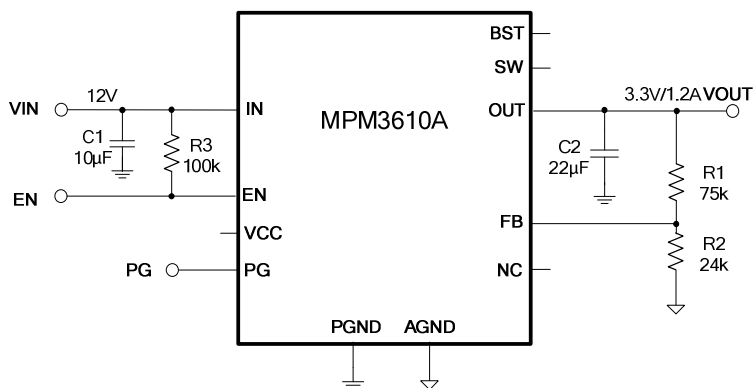 BST
SW
12V
3.3V/1.2A VOUT
VIN
IN
MPM3610A
OUT
C1
10µF
R3
100k
C2
22µF
R1
75k
EN
EN
FB
VCC
R2
24k
PG
PG
NC
PGND
AGND